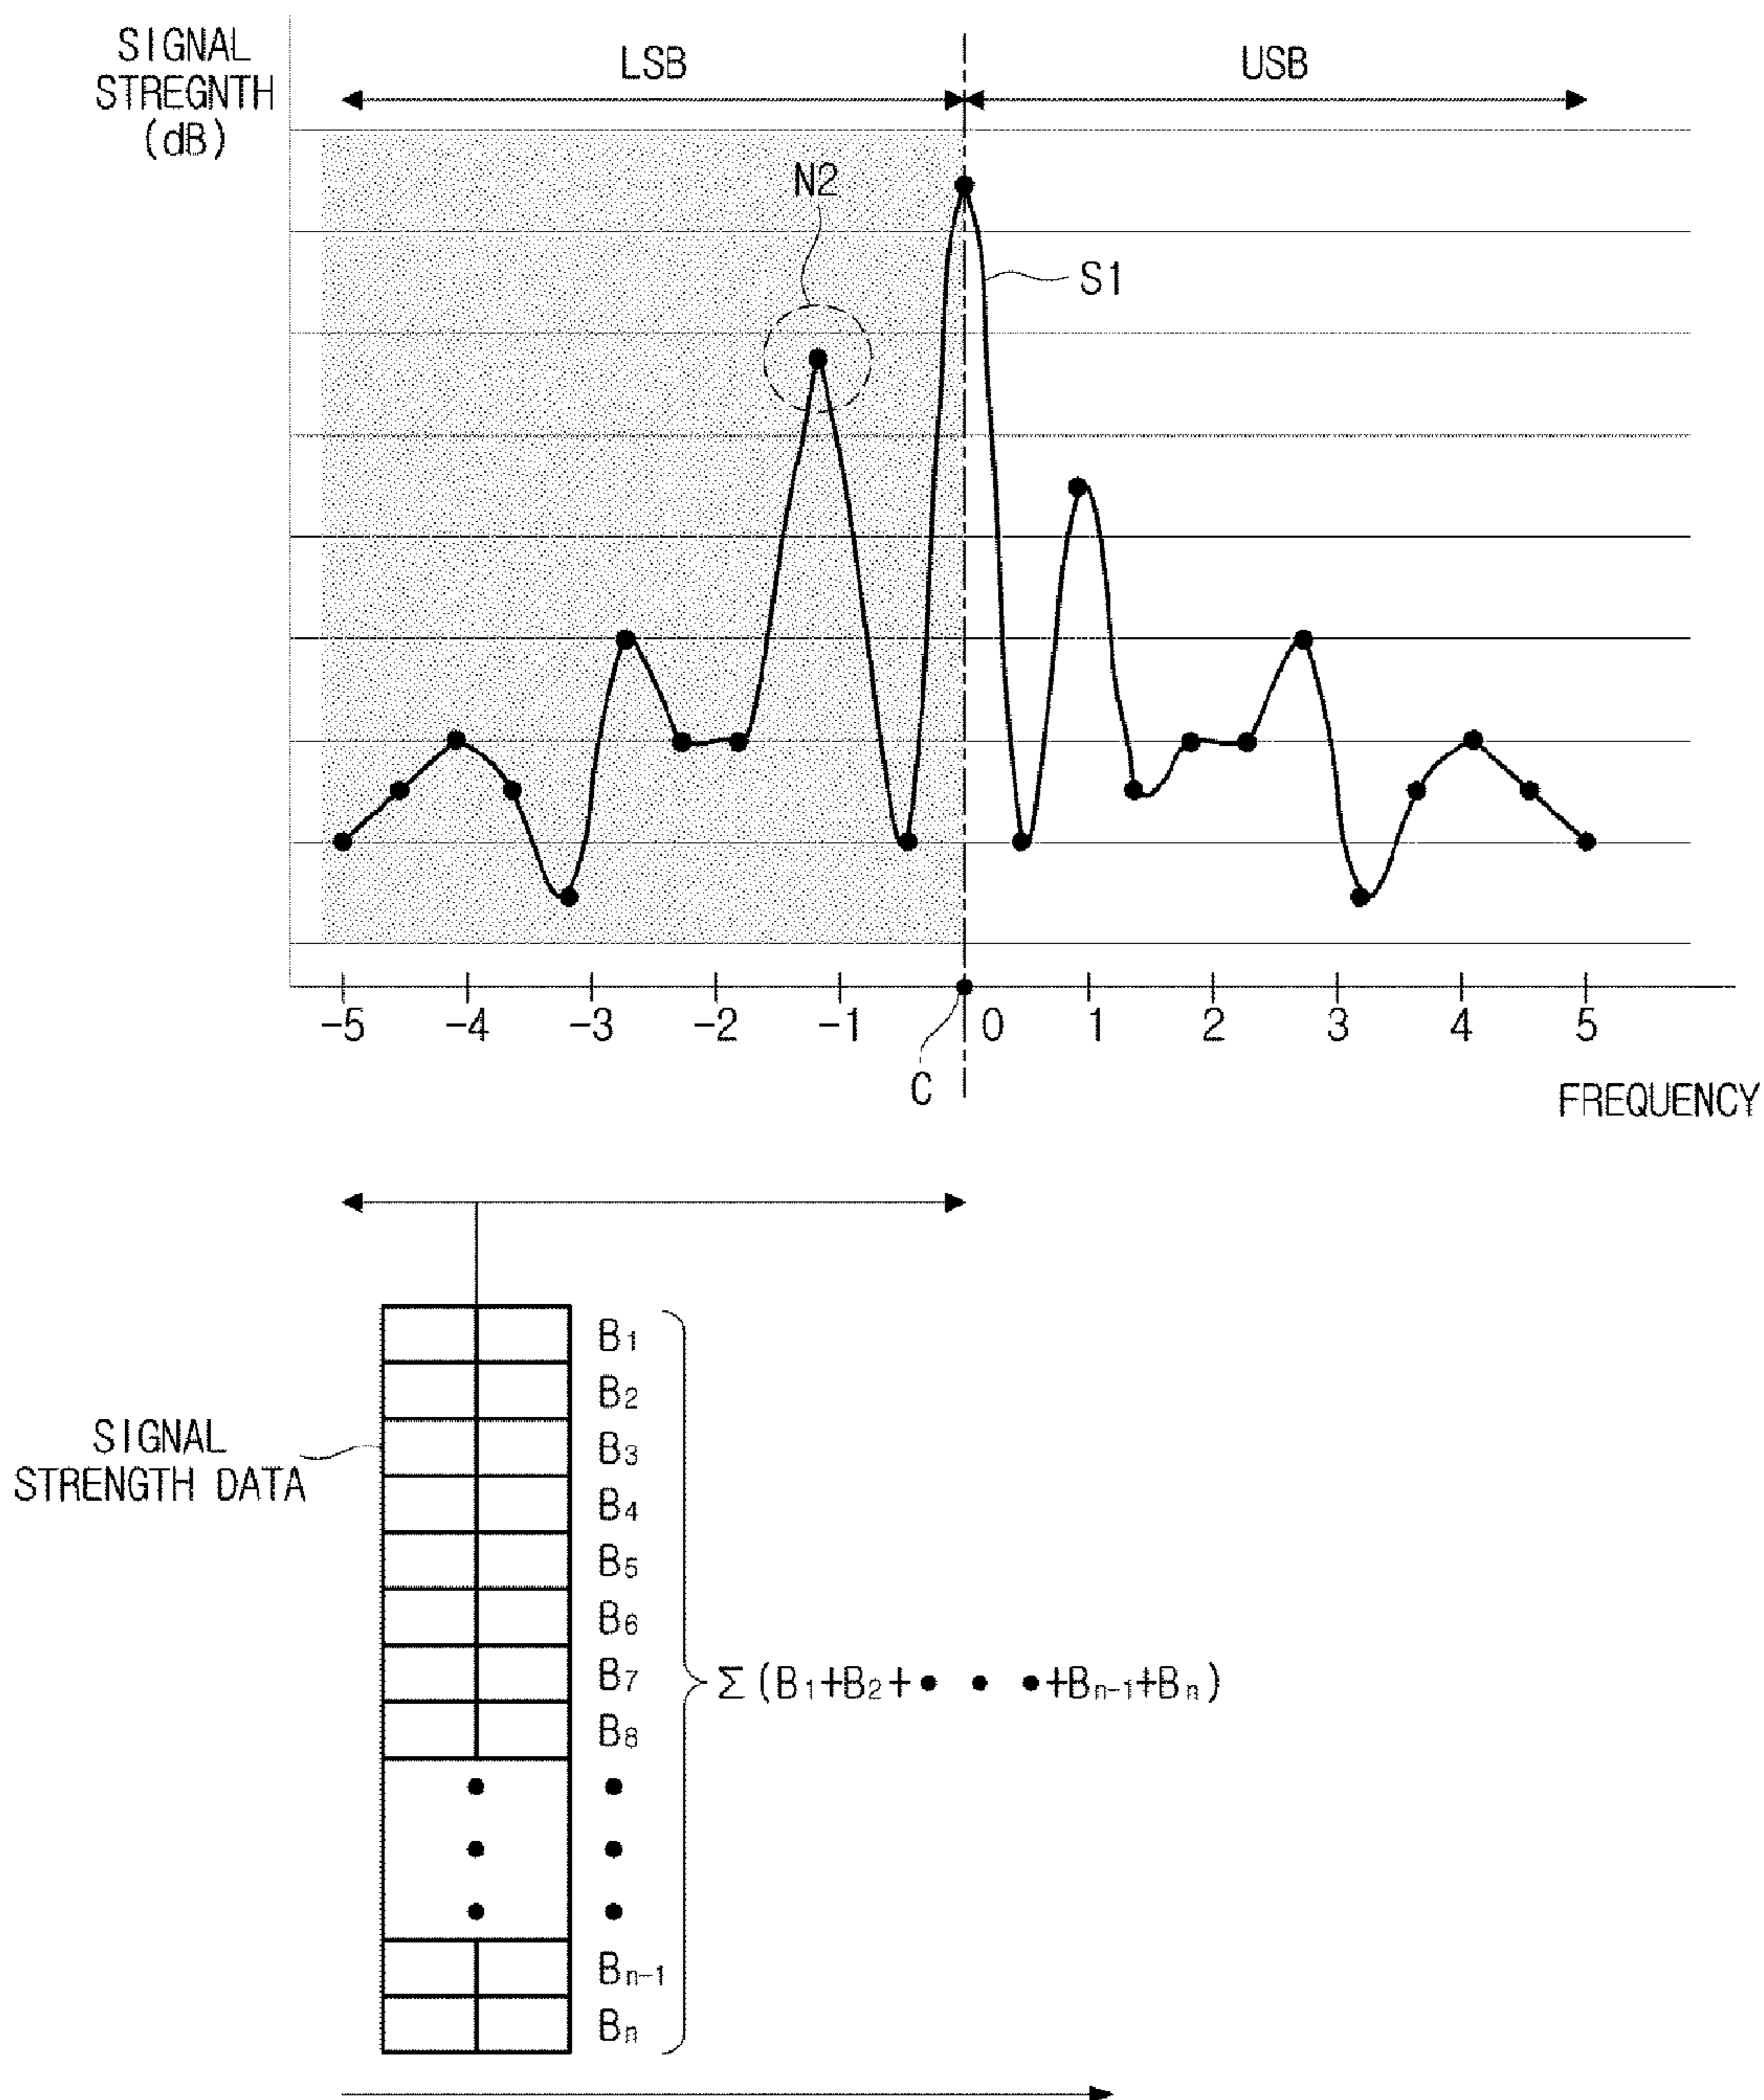 SIGNAL
STREGNTH
(dB)
LSB
USB
N2
S1
-5 -4 -3 -2 -1 0 1 2 3 4 5
C
FREQUENCY
B1
B2
B3
B4
B5
B6
B7
B8
Bn-1
Bn
SIGNAL
STRENGTH DATA
Σ(B1+B2+• • •+Bn-1+Bn)